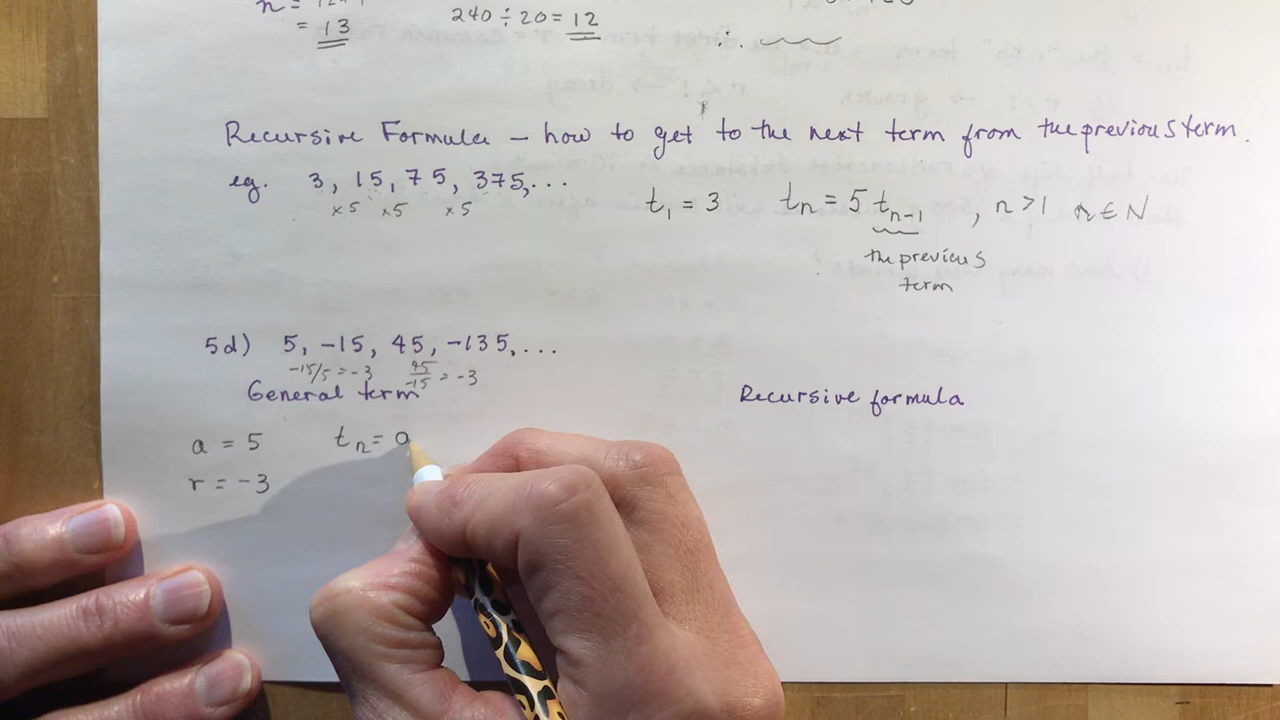 n =
= 13
240 ÷ 20 = 12
∴
Recursive Formula – how to get to the next term from the previous term.
eg. 3, 15, 75, 375, ...
×5 ×5 ×5
t₁ = 3 tₙ = 5 tₙ₋₁ , n > 1 n ∈ N
the previous
term
5d) 5, -15, 45, -135, ...
-15/5 = -3 45/-15 = -3
General term
Recursive formula
a = 5 tₙ = a
r = -3